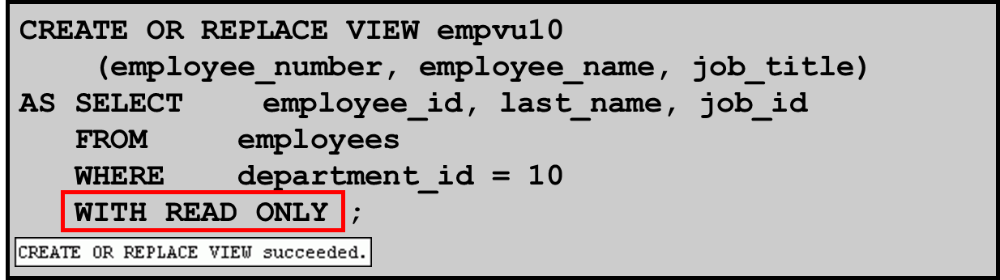 CREATE OR REPLACE VIEW empvu10
(employee_number, employee_name, job_title)
AS SELECT employee_id, last_name, job_id
FROM employees
WHERE department_id = 10
WITH READ ONLY ;
CREATE OR REPLACE VIEW succeeded.